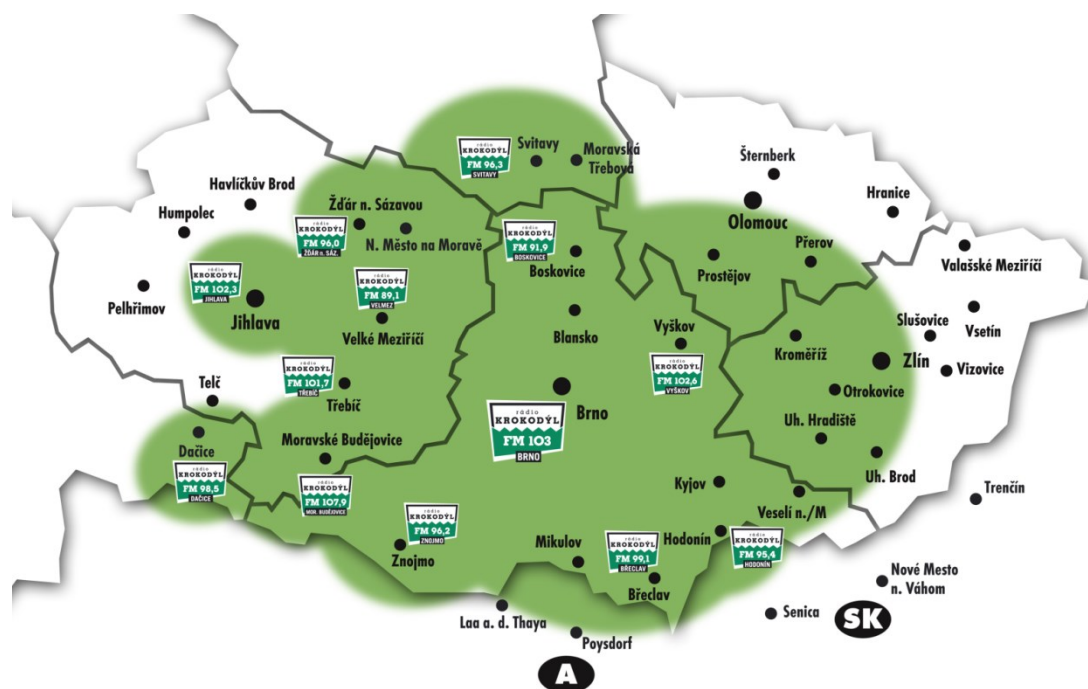 rádio
KROKODÝL
FM 96,3
SVITAVY
Svitavy
Moravská
Třebová
Šternberk
Havlíčkův Brod
Humpolec
Hranice
Olomouc
Žďár n. Sázavou
rádio
KROKODÝL
FM 96,0
ŽĎÁR n. SÁZ.
N. Město na Moravě
rádio
KROKODÝL
FM 91,9
BOSKOVICE
Boskovice
Přerov
Prostějov
Valašské Meziříčí
rádio
KROKODÝL
FM 102,3
JIHLAVA
Pelhřimov
Jihlava
rádio
KROKODÝL
FM 89,1
VELMEZ
Velké Meziříčí
Blansko
Vyškov
Slušovice
Vsetín
Kroměříž
Zlín
Vizovice
rádio
KROKODÝL
FM 102,6
VYŠKOV
Otrokovice
rádio
KROKODÝL
FM 101,7
TŘEBÍČ
Telč
Třebíč
Brno
rádio
KROKODÝL
FM 103
BRNO
Uh. Hradiště
Moravské Budějovice
Dačice
Uh. Brod
rádio
KROKODÝL
FM 98,5
DAČICE
rádio
KROKODÝL
FM 107,9
MOR. BUDĚJOVICE
Kyjov
Veselí n./M
Trenčín
rádio
KROKODÝL
FM 96,2
ZNOJMO
Znojmo
Mikulov
Hodonín
rádio
KROKODÝL
FM 99,1
BŘECLAV
Břeclav
rádio
KROKODÝL
FM 95,4
HODONÍN
Nové Mesto
n. Váhom
Laa a. d. Thaya
Senica
SK
Poysdorf
A